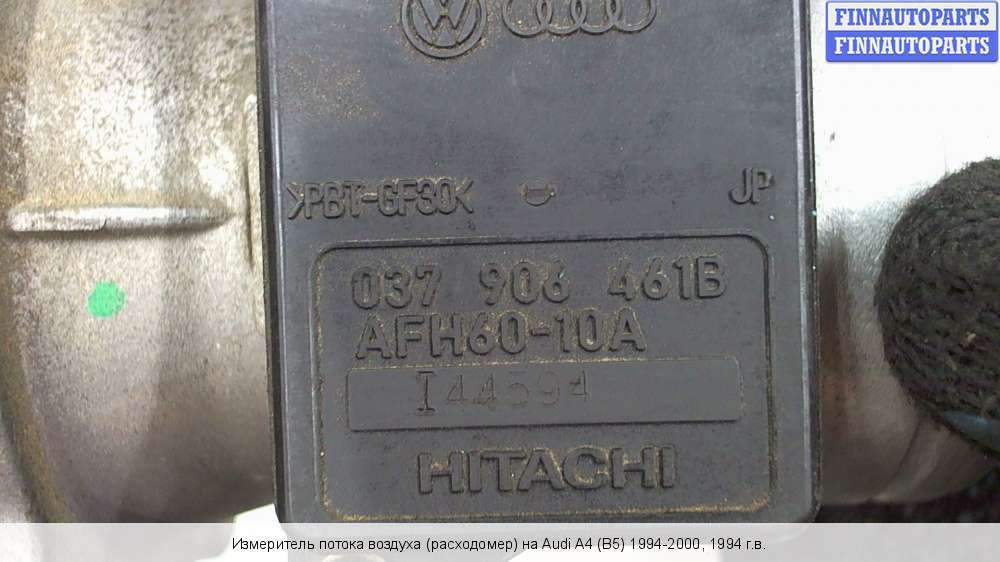 FINNAUTOPARTS
FINNAUTOPARTS
>PBT-GF30<
JP
037 906 461B
AFH60-10A
I44594
HITACHI
Измеритель потока воздуха (расходомер) на Audi A4 (B5) 1994-2000, 1994 г.в.